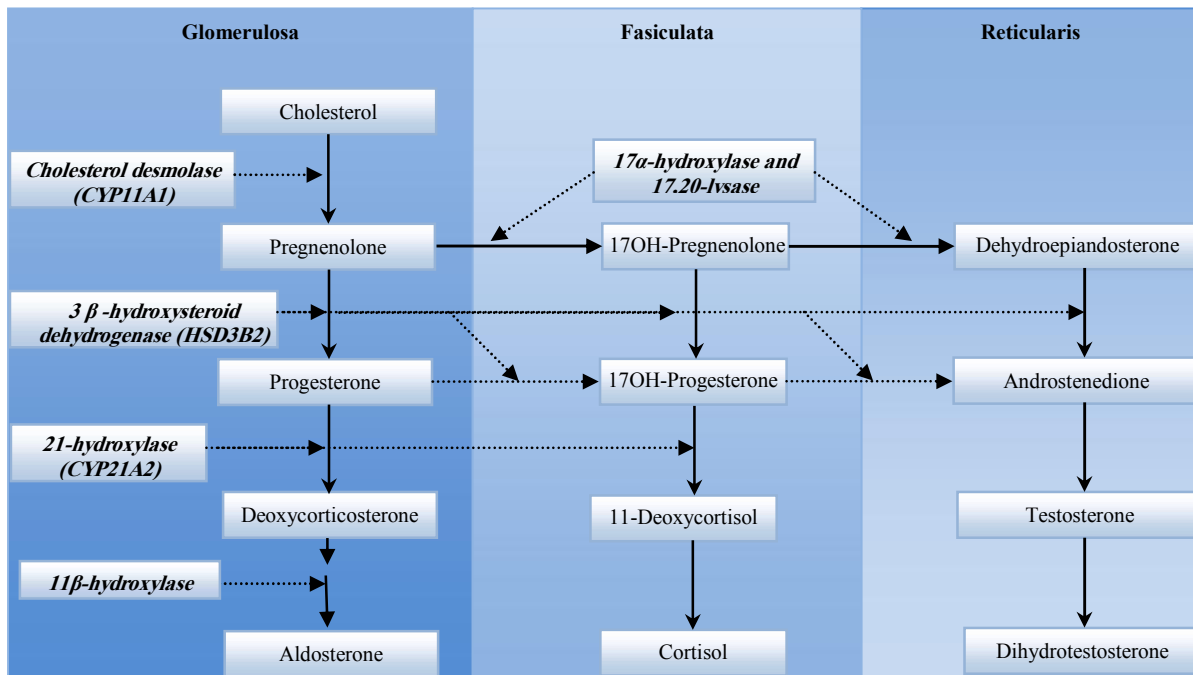 Glomerulosa
Fasiculata
Reticularis
Cholesterol
Cholesterol desmolase
(CYP11A1)
17α-hydroxylase and
17.20-lvsase
Pregnenolone
17OH-Pregnenolone
Dehydroepiandosterone
3 β -hydroxysteroid
dehydrogenase (HSD3B2)
Progesterone
17OH-Progesterone
Androstenedione
21-hydroxylase
(CYP21A2)
Deoxycorticosterone
11-Deoxycortisol
Testosterone
11β-hydroxylase
Aldosterone
Cortisol
Dihydrotestosterone